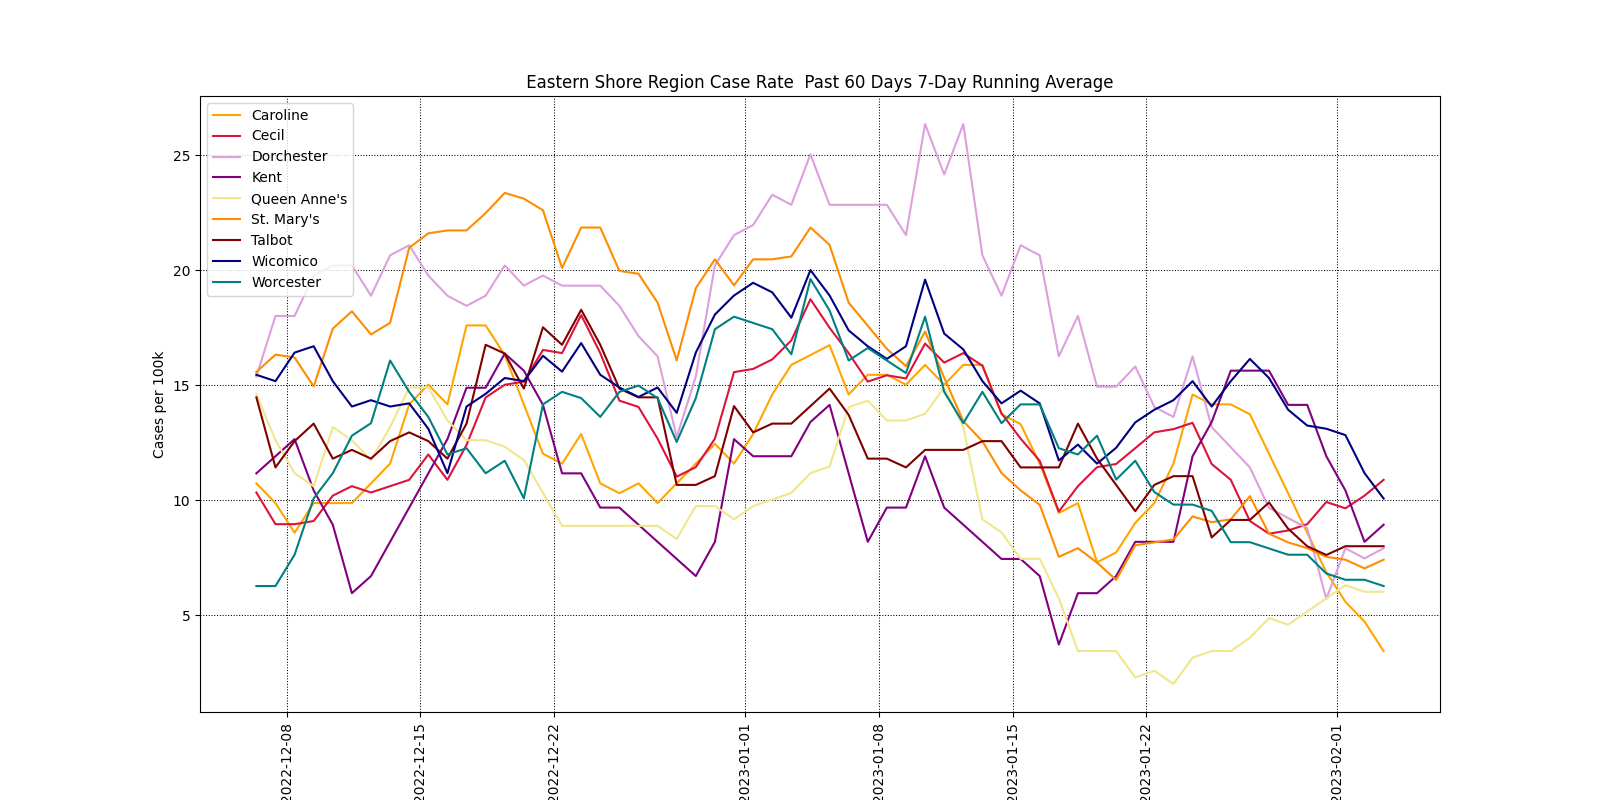 Eastern Shore Region Case Rate  Past 60 Days 7-Day Running Average
Caroline
Cecil
Dorchester
Kent
Queen Anne's
St. Mary's
Talbot
Wicomico
Worcester
Cases per 100k
25
20
15
10
5
2022-12-08
2022-12-15
2022-12-22
2023-01-01
2023-01-08
2023-01-15
2023-01-22
2023-02-01